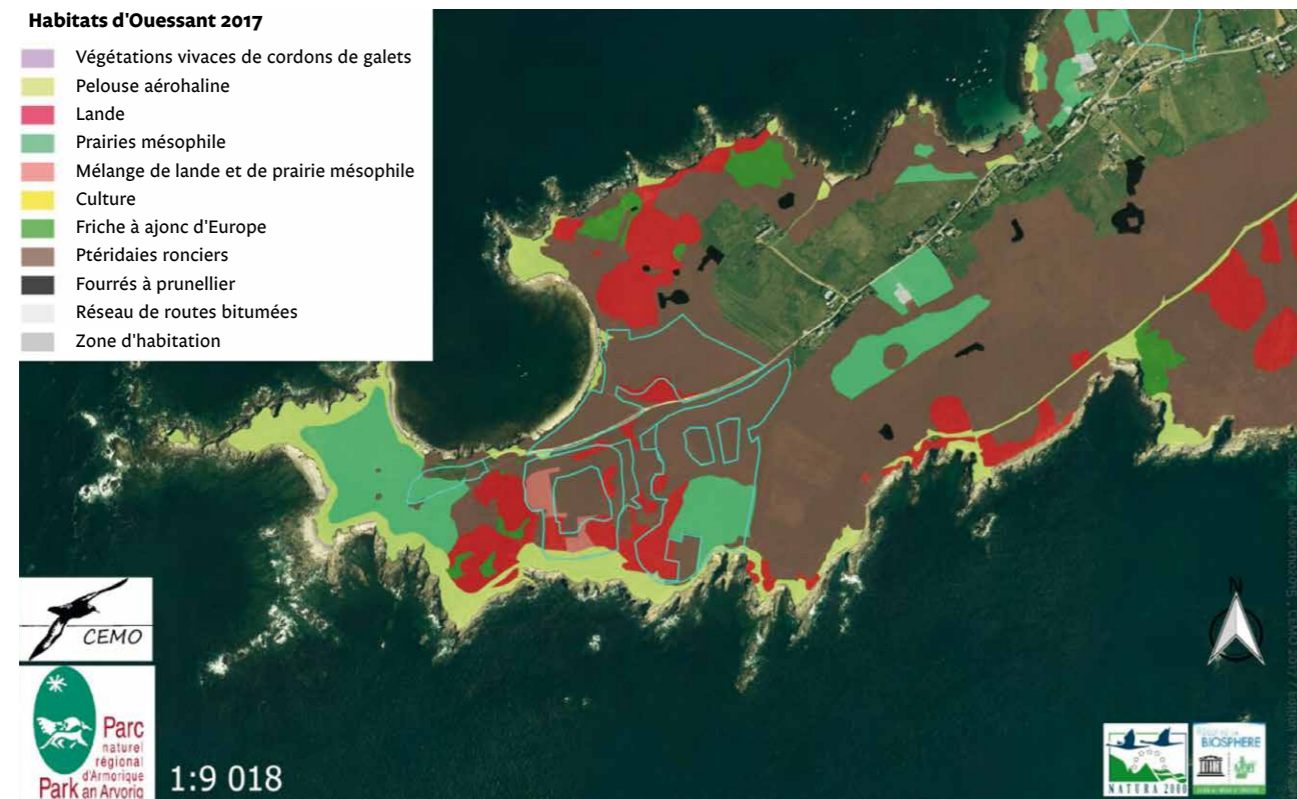 Habitats d'Ouessant 2017
Végétations vivaces de cordons de galets
Pelouse aérohaline
Lande
Prairies mésophile
Mélange de lande et de prairie mésophile
Culture
Friche à ajonc d'Europe
Ptéridaies ronciers
Fourrés à prunellier
Réseau de routes bitumées
Zone d'habitation
CEMO
Parc
naturel
régional
d'Armorique
Park an Arvorig
1:9 018
N
NATURA 2000
BIOSPHERE